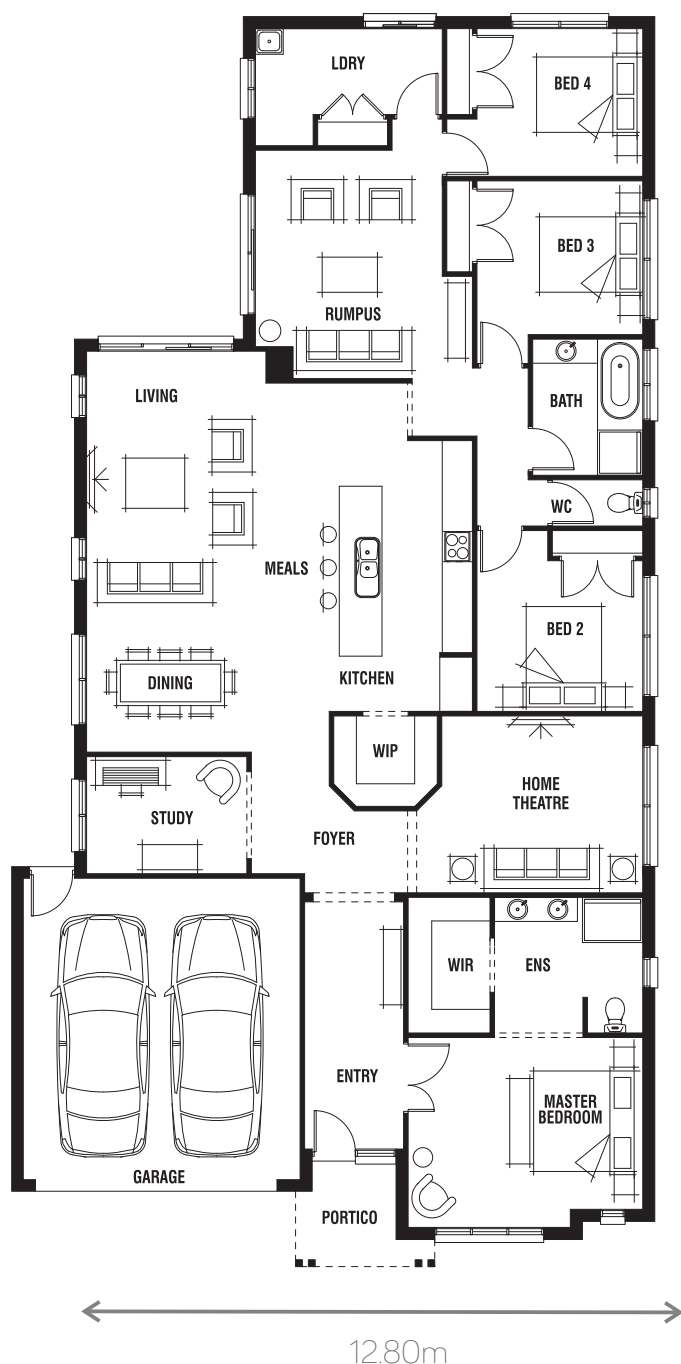 LDRY
BED 4
BED 3
RUMPUS
LIVING
BATH
WC
MEALS
BED 2
KITCHEN
DINING
WIP
HOME
THEATRE
STUDY
FOYER
WIR
ENS
ENTRY
MASTER
BEDROOM
GARAGE
PORTICO
12.80m